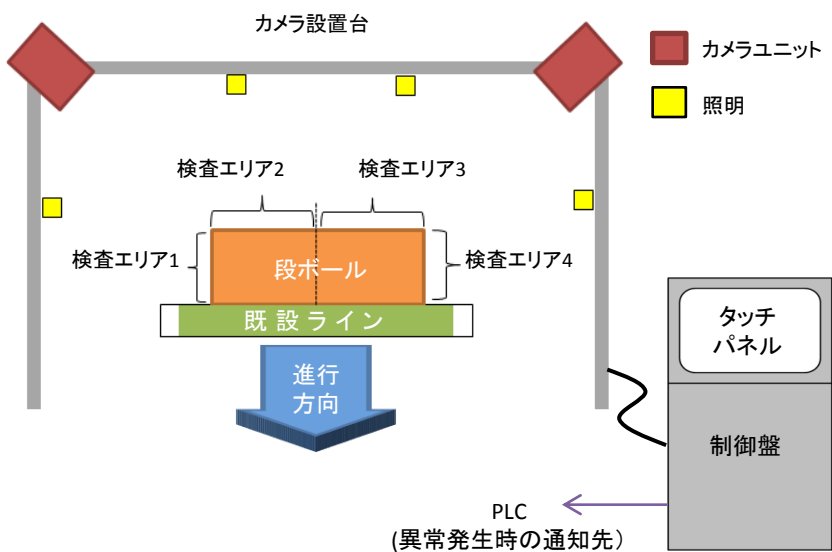 カメラ設置台
カメラユニット
照明
検査エリア2
検査エリア3
検査エリア1
段ボール
検査エリア4
既設ライン
タッチ
パネル
進行
方向
制御盤
PLC
(異常発生時の通知先）